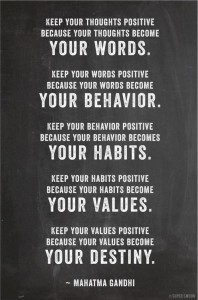 KEEP YOUR THOUGHTS POSITIVE
BECAUSE YOUR THOUGHTS BECOME
YOUR WORDS.
KEEP YOUR WORDS POSITIVE
BECAUSE YOUR WORDS BECOME
YOUR BEHAVIOR.
KEEP YOUR BEHAVIOR POSITIVE
BECAUSE YOUR BEHAVIOR BECOMES
YOUR HABITS.
KEEP YOUR HABITS POSITIVE
BECAUSE YOUR HABITS BECOME
YOUR VALUES.
KEEP YOUR VALUES POSITIVE
BECAUSE YOUR VALUES BECOME
YOUR DESTINY.
~ MAHATMA GANDHI